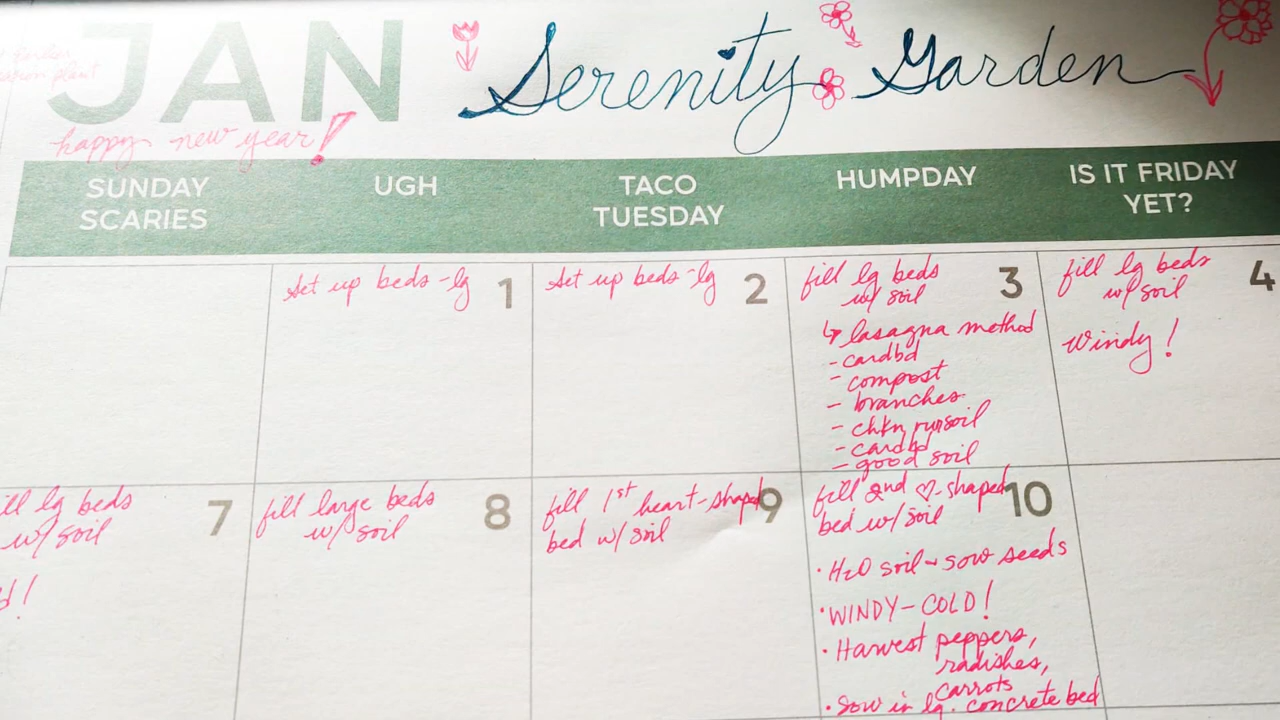 JAN
Serenity Garden
happy new year!
SUNDAY
SCARIES
UGH
TACO
TUESDAY
HUMPDAY
IS IT FRIDAY
YET?
set up beds -lg
1
set up beds -lg
2
fill lg beds
w/ soil
3
↳ lasagna method
- cardbd
- compost
- branches
- chkn run soil
- cardbd
- good soil
fill lg beds
w/ soil
4
Windy!
lg beds
w/ soil
7
fill large beds
w/ soil
8
fill 1st heart-shaped
bed w/ soil
9
fill 2nd ♡-shaped
bed w/ soil
10
• H2O soil + sow seeds
• WINDY - COLD!
• Harvest peppers,
radishes,
carrots
• Sow in lg. concrete bed